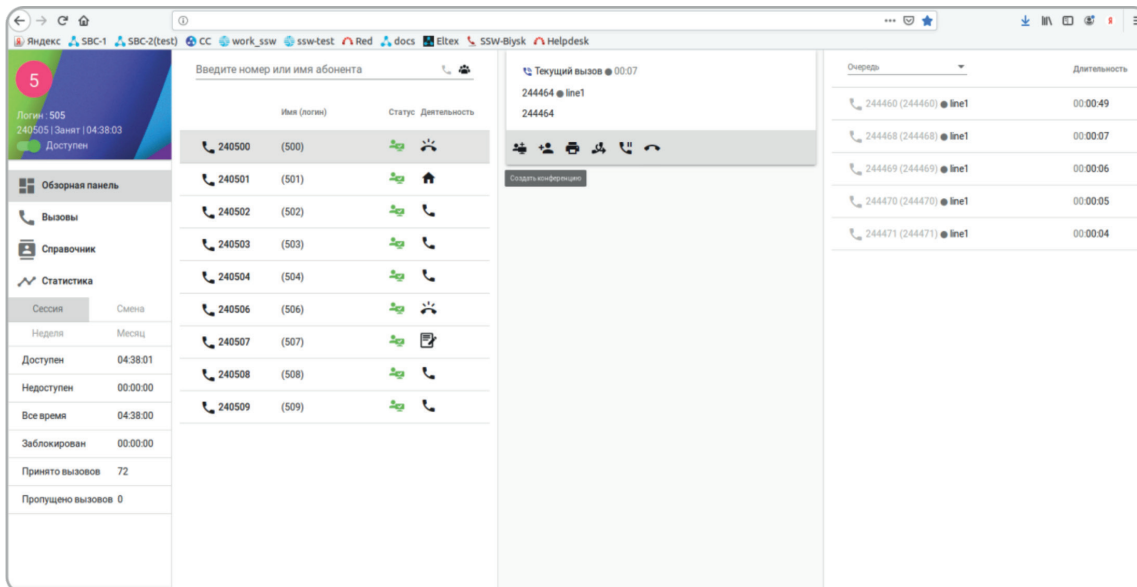 Яндекс SBC-1 SBC-2(test) CC work_ssw ssw-test Red docs Eltex SSW-Biysk Helpdesk
5
Логин : 505
240505 | Занят | 04:38:03
Доступен
Обзорная панель
Вызовы
Справочник
Статистика
Сессия Смена
Неделя Месяц
Доступен 04:38:01
Недоступен 00:00:00
Все время 04:38:00
Заблокирован 00:00:00
Принято вызовов 72
Пропущено вызовов 0
Введите номер или имя абонента
Имя (логин) Статус Деятельность
240500 (500)
240501 (501)
240502 (502)
240503 (503)
240504 (504)
240506 (506)
240507 (507)
240508 (508)
240509 (509)
Текущий вызов 00:07
244464 line1
244464
Создать конференцию
Очередь Длительность
244460 (244460) line1 00:00:49
244468 (244468) line1 00:00:07
244469 (244469) line1 00:00:06
244470 (244470) line1 00:00:05
244471 (244471) line1 00:00:04